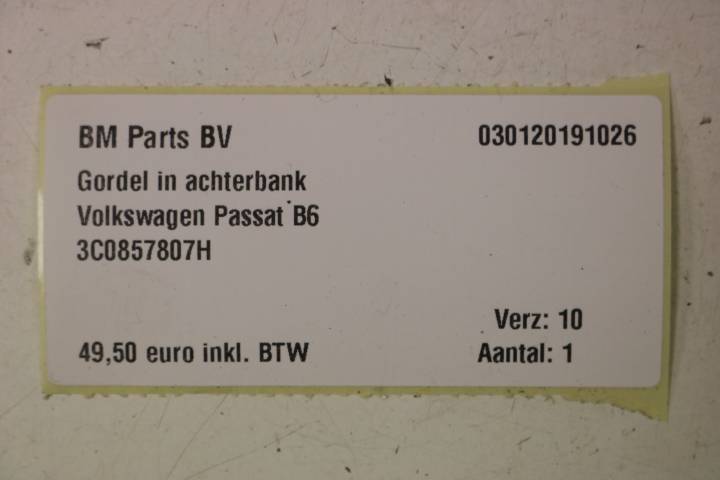 BM Parts BV 030120191026
Gordel in achterbank
Volkswagen Passat B6
3C0857807H
Verz: 10
49,50 euro inkl. BTW Aantal: 1